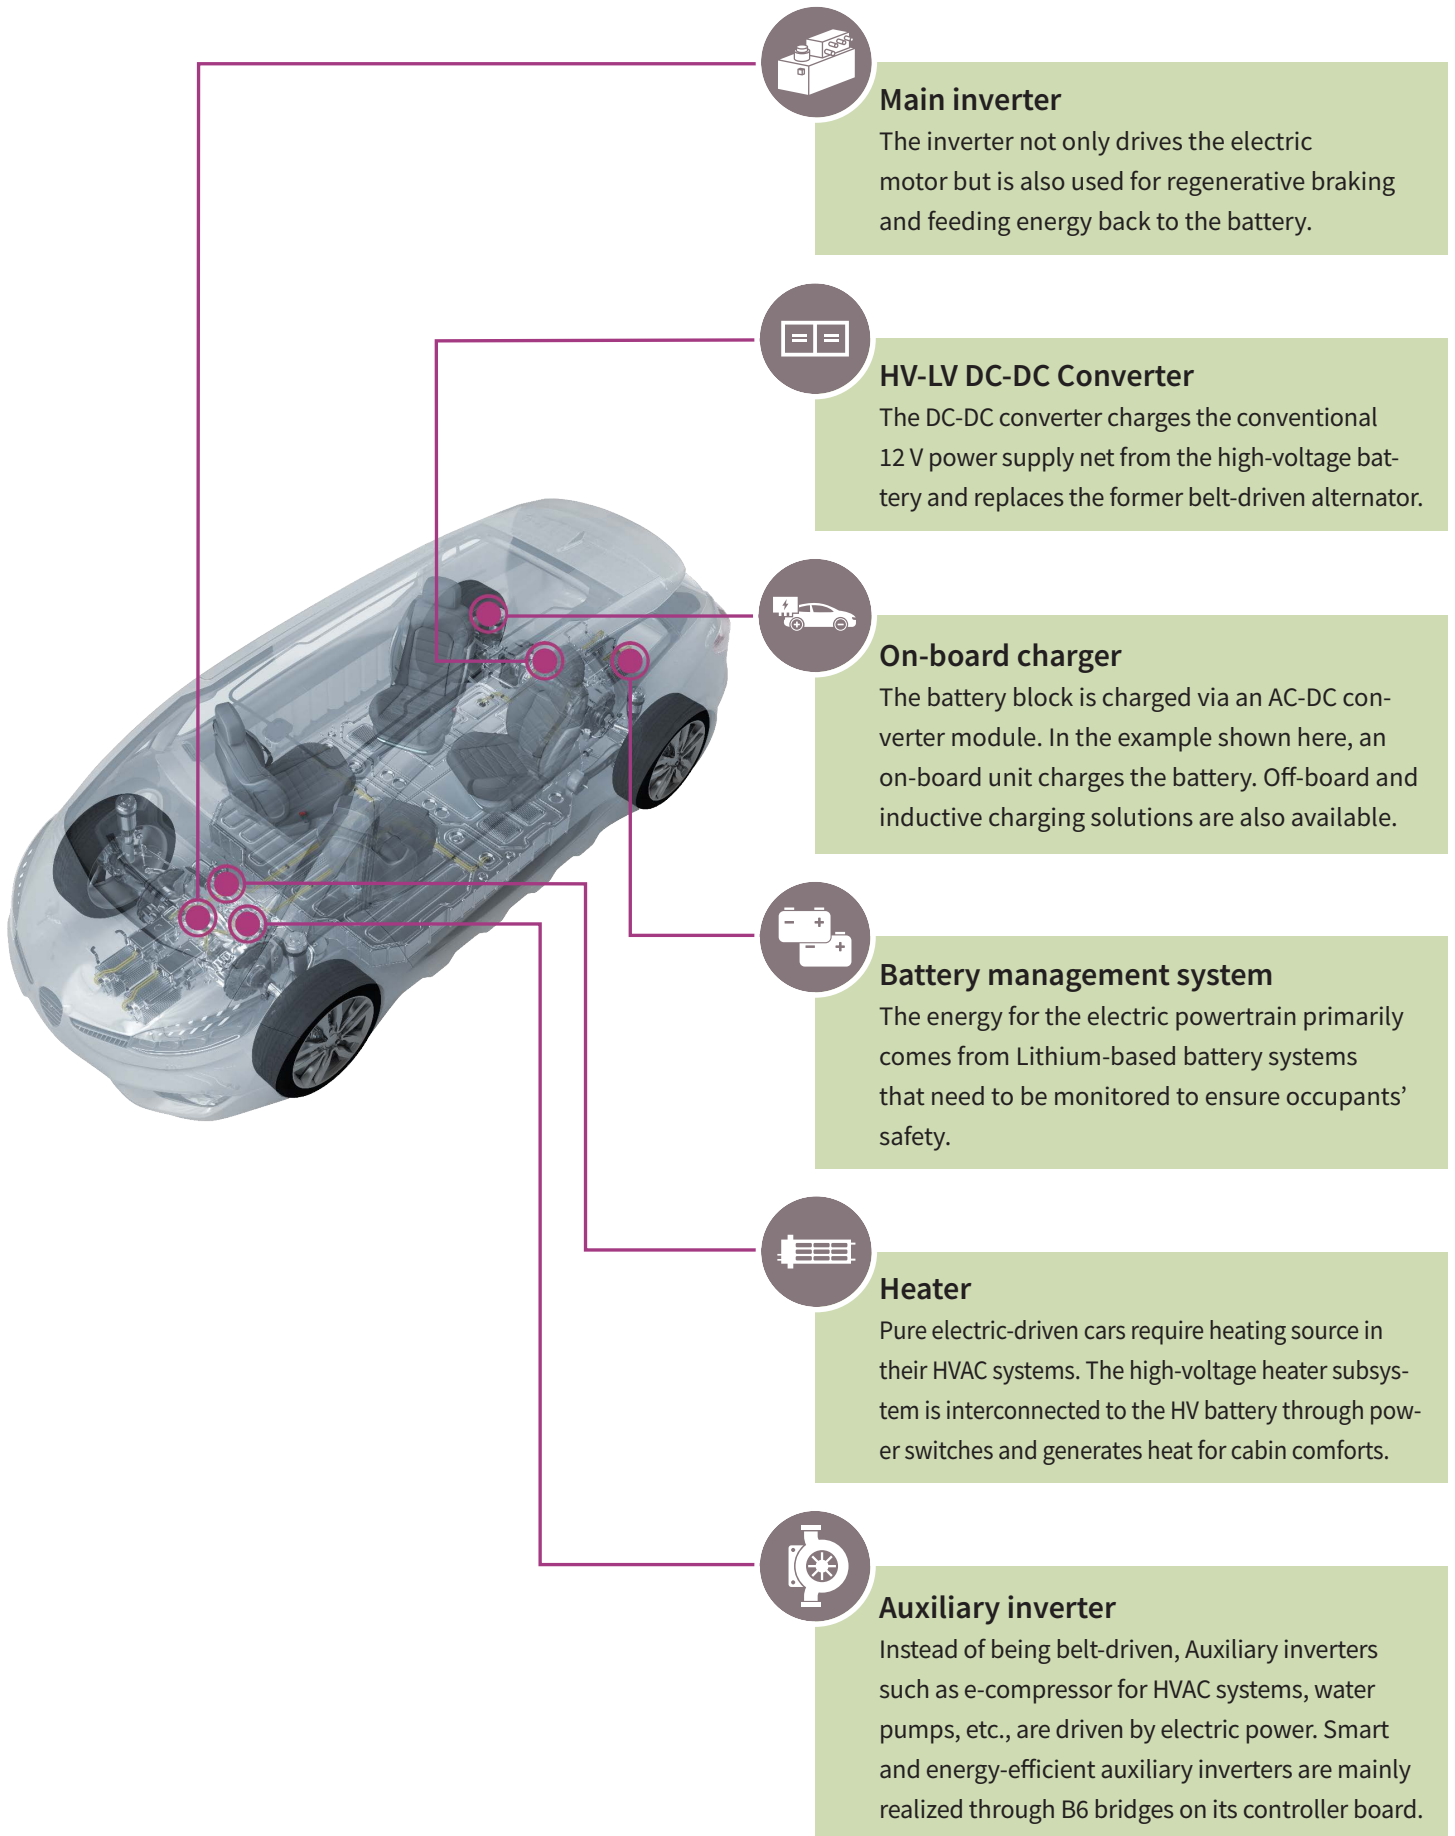 Main inverter
The inverter not only drives the electric
motor but is also used for regenerative braking
and feeding energy back to the battery.
HV-LV DC-DC Converter
The DC-DC converter charges the conventional
12 V power supply net from the high-voltage bat-
tery and replaces the former belt-driven alternator.
On-board charger
The battery block is charged via an AC-DC con-
verter module. In the example shown here, an
on-board unit charges the battery. Off-board and
inductive charging solutions are also available.
Battery management system
The energy for the electric powertrain primarily
comes from Lithium-based battery systems
that need to be monitored to ensure occupants’
safety.
Heater
Pure electric-driven cars require heating source in
their HVAC systems. The high-voltage heater subsys-
tem is interconnected to the HV battery through pow-
er switches and generates heat for cabin comforts.
Auxiliary inverter
Instead of being belt-driven, Auxiliary inverters
such as e-compressor for HVAC systems, water
pumps, etc., are driven by electric power. Smart
and energy-efficient auxiliary inverters are mainly
realized through B6 bridges on its controller board.